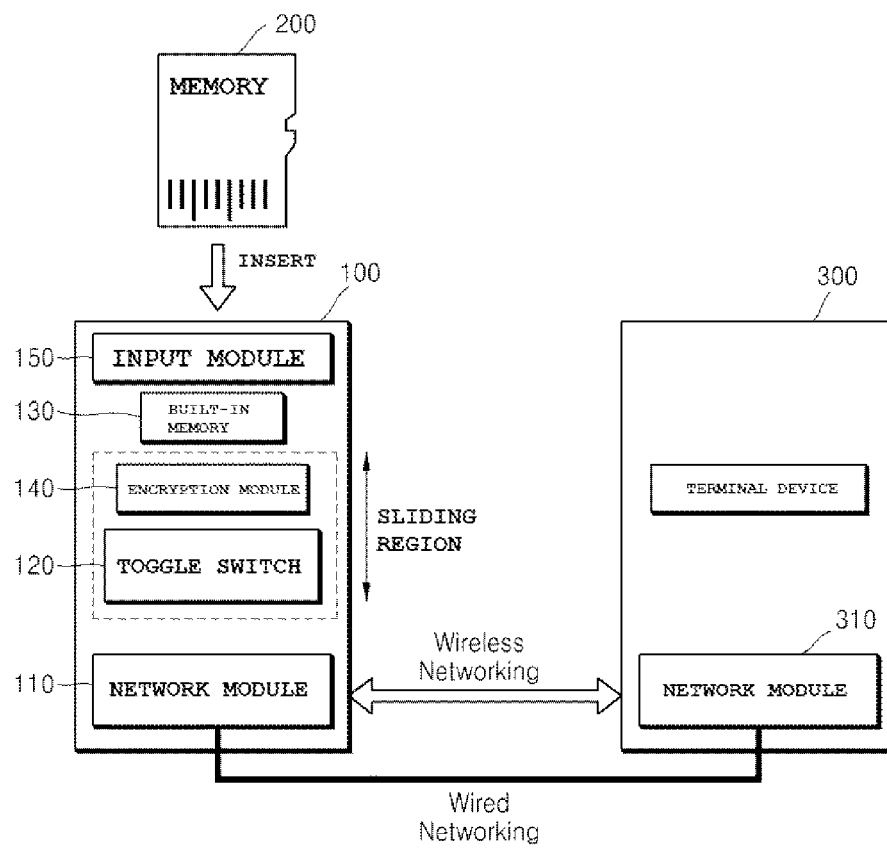 200
MEMORY
INSERT
100
300
150
INPUT MODULE
130
BUILT-IN
MEMORY
140
ENCRYPTION MODULE
TERMINAL DEVICE
SLIDING
REGION
120
TOGGLE SWITCH
310
Wireless
Networking
110
NETWORK MODULE
NETWORK MODULE
Wired
Networking